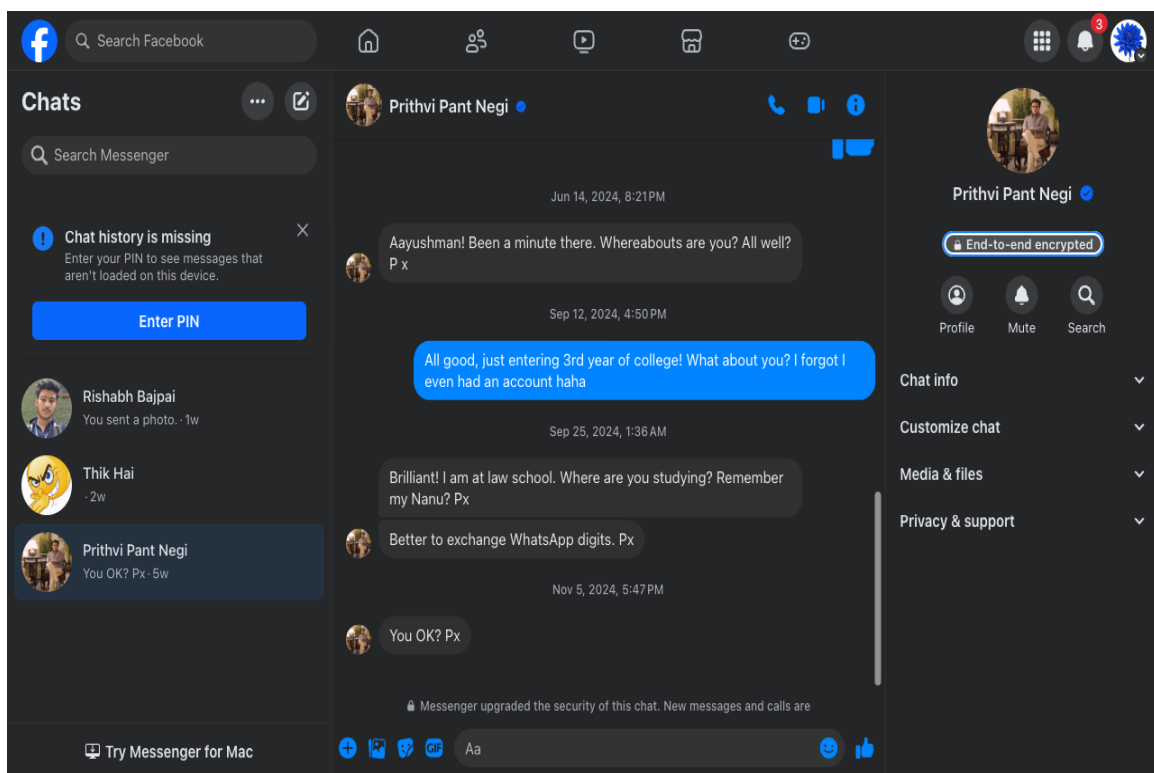 Search Facebook
3
Chats
Search Messenger
Chat history is missing
Enter your PIN to see messages that
aren't loaded on this device.
Enter PIN
Rishabh Bajpai
You sent a photo. · 1w
Thik Hai
· 2w
Prithvi Pant Negi
You OK? Px · 5w
Try Messenger for Mac
Prithvi Pant Negi
Jun 14, 2024, 8:21 PM
Aayushman! Been a minute there. Whereabouts are you? All well?
P x
Sep 12, 2024, 4:50 PM
All good, just entering 3rd year of college! What about you? I forgot I
even had an account haha
Sep 25, 2024, 1:36 AM
Brilliant! I am at law school. Where are you studying? Remember
my Nanu? Px
Better to exchange WhatsApp digits. Px
Nov 5, 2024, 5:47 PM
You OK? Px
Messenger upgraded the security of this chat. New messages and calls are
GIF
Aa
Prithvi Pant Negi
End-to-end encrypted
Profile Mute Search
Chat info
Customize chat
Media & files
Privacy & support